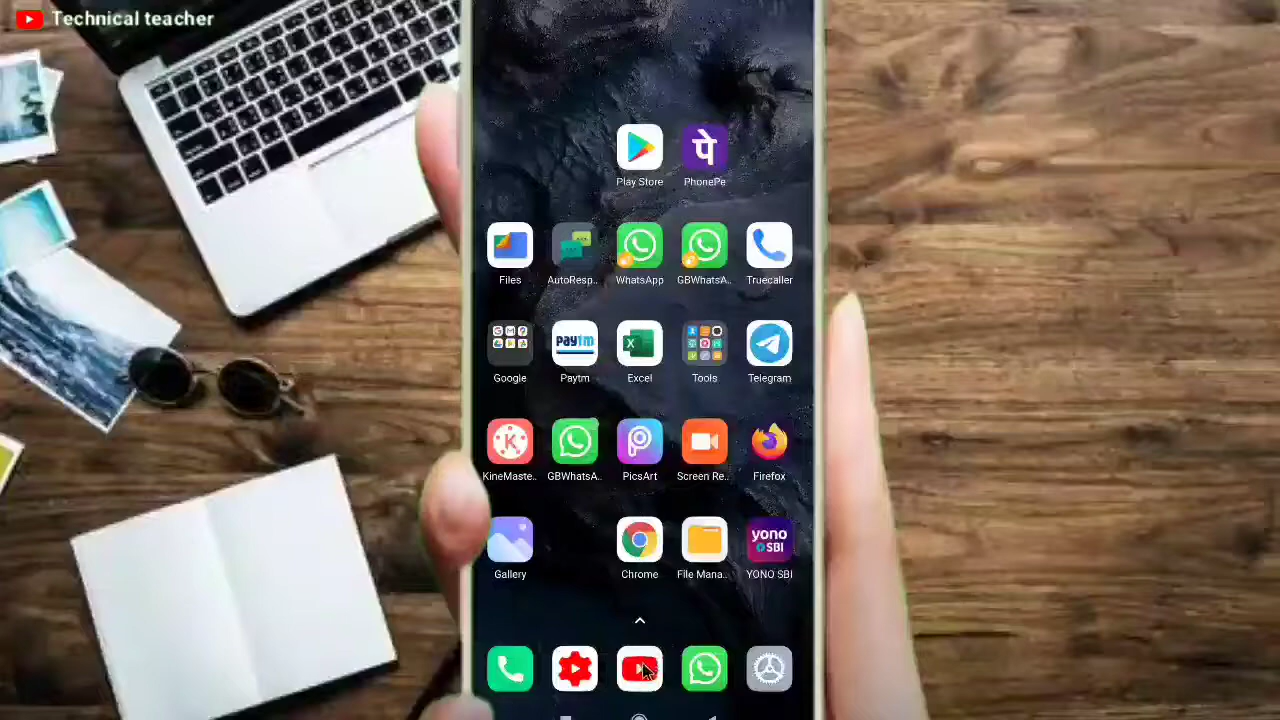 Technical teacher
पे
Play Store PhonePe
Files AutoResp.. WhatsApp GBWhatsA.. Truecaller
G M ?
Paytm
X
Google Paytm Excel Tools Telegram
K
KineMaste.. GBWhatsA.. PicsArt Screen Re.. Firefox
yono
SBI
Gallery Chrome File Mana.. YONO SBI